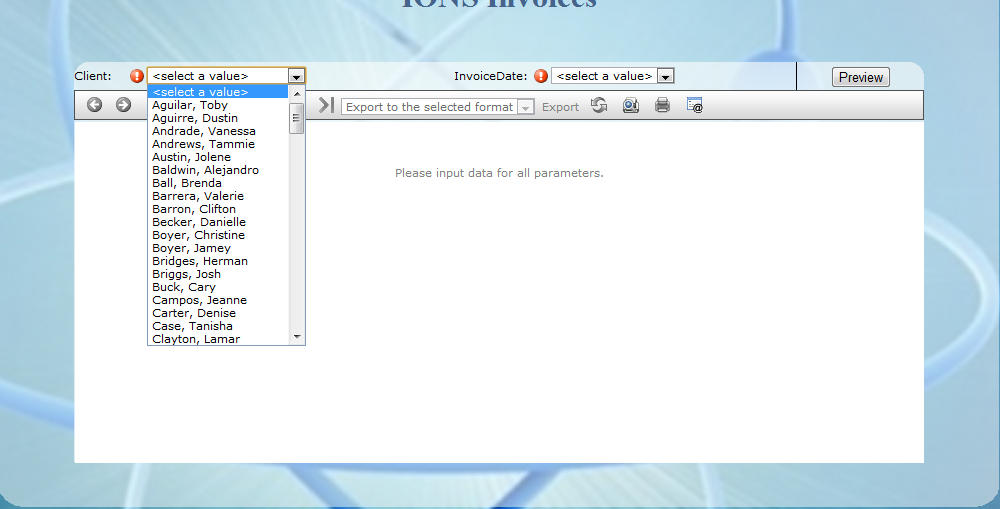 IONS Invoices
Client: <select a value> InvoiceDate: <select a value> Preview
<select a value>
Export to the selected format Export
Aguilar, Toby
Aguirre, Dustin
Andrade, Vanessa
Andrews, Tammie
Austin, Jolene
Baldwin, Alejandro
Ball, Brenda
Barrera, Valerie
Barron, Clifton
Becker, Danielle
Boyer, Christine
Boyer, Jamey
Bridges, Herman
Briggs, Josh
Buck, Cary
Campos, Jeanne
Carter, Denise
Case, Tanisha
Clayton, Lamar
Please input data for all parameters.